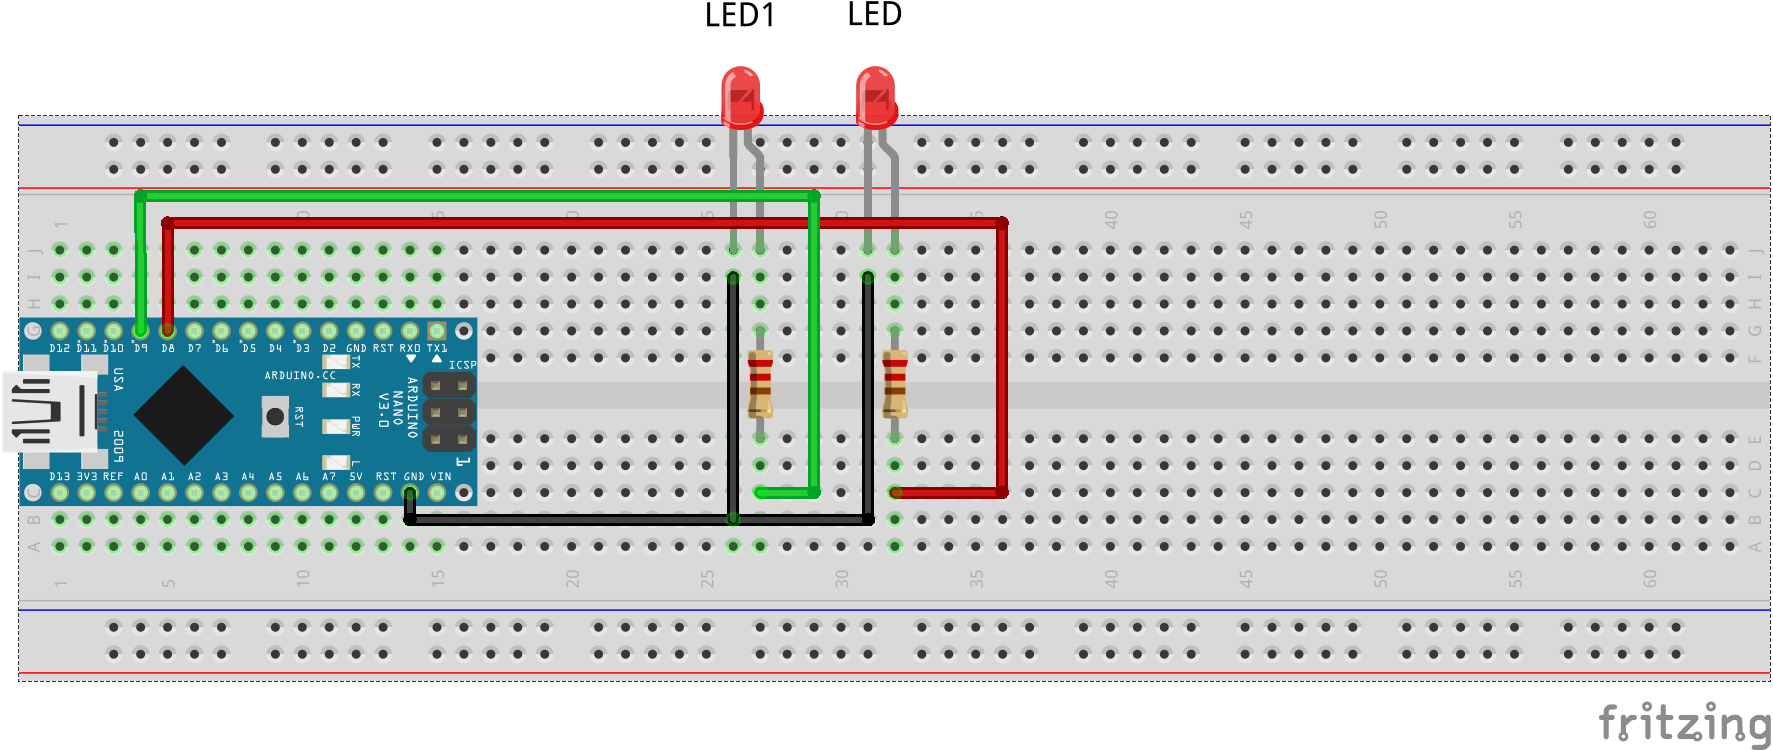 LED1 LED
1 5 10 15 20 25 30 35 40 45 50 55 60
J J
I I
H H
G G
F F
D12 D11 D10 D9 D8 D7 D6 D5 D4 D3 D2 GND RST RX0 TX1
USA
ARDUINO.CC
RST
TX
RX
PWR
L
ICSP
ARDUINO
NANO
V3.0
2009
1
D13 3V3 REF A0 A1 A2 A3 A4 A5 A6 A7 5V RST GND VIN
E
D
C C
B B
A A
1 5 10 15 20 25 30 35 40 45 50 55 60
fritzing